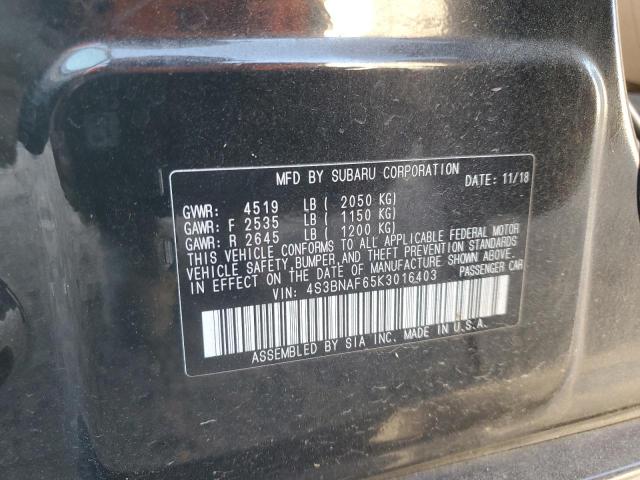 MFD BY SUBARU CORPORATION
DATE: 11/18
GVWR: 4519 LB ( 2050 KG)
GAWR: F 2535 LB ( 1150 KG)
GAWR: R 2645 LB ( 1200 KG)
THIS VEHICLE CONFORMS TO ALL APPLICABLE FEDERAL MOTOR
VEHICLE SAFETY, BUMPER, AND THEFT PREVENTION STANDARDS
IN EFFECT ON THE DATE OF MANUFACTURE SHOWN ABOVE.
VIN: 4S3BNAF65K3016403 PASSENGER CAR
ASSEMBLED BY SIA INC. MADE IN U.S.A.